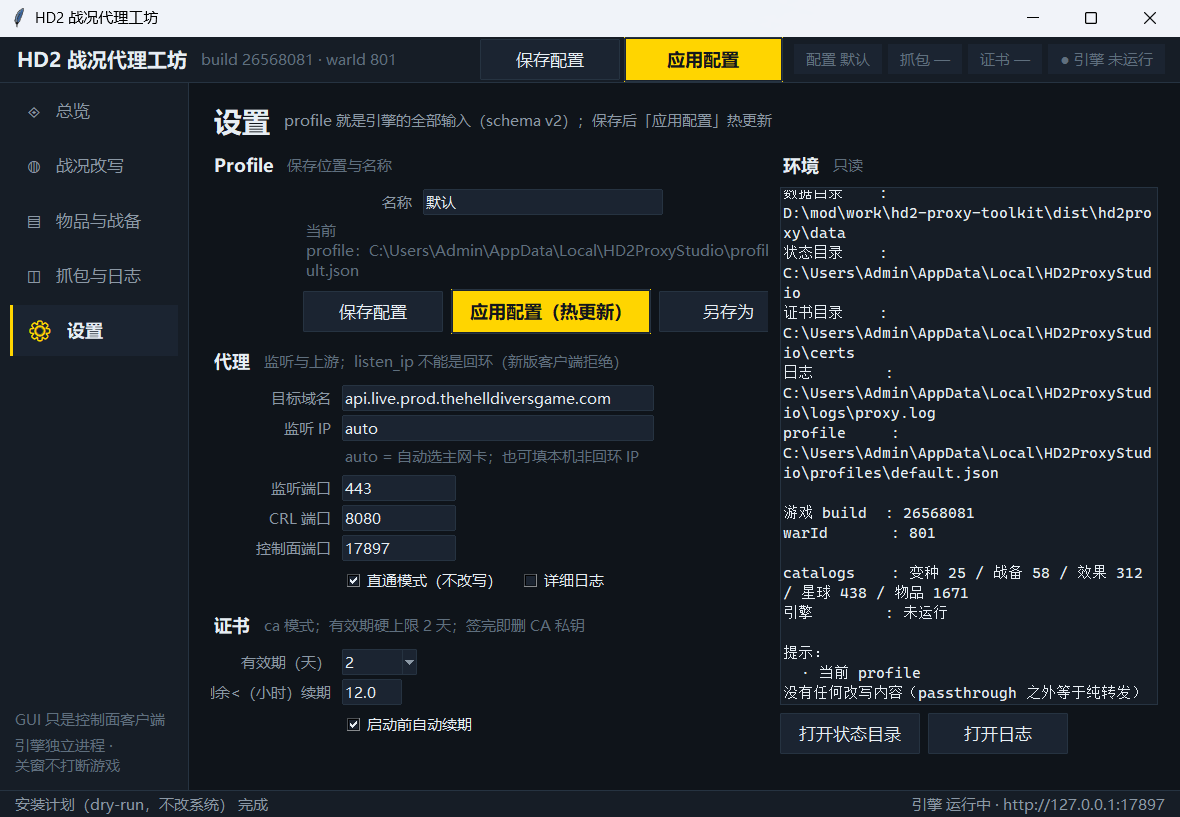 HD2 战况代理工坊
HD2 战况代理工坊 build 26568081 · warId 801 保存配置 应用配置 配置 默认 抓包 — 证书 — ● 引擎 未运行
总览
战况改写
物品与战备
抓包与日志
设置
GUI 只是控制面客户端
引擎独立进程 ·
关窗不打断游戏
设置 profile 就是引擎的全部输入（schema v2）；保存后「应用配置」热更新
Profile 保存位置与名称
名称 默认
当前
profile：C:\Users\Admin\AppData\Local\HD2ProxyStudio\profil
ult.json
保存配置 应用配置（热更新） 另存为
代理 监听与上游；listen_ip 不能是回环（新版客户端拒绝）
目标域名 api.live.prod.thehelldiversgame.com
监听 IP auto
auto = 自动选主网卡；也可填本机非回环 IP
监听端口 443
CRL 端口 8080
控制面端口 17897
直通模式（不改写） 详细日志
证书 ca 模式；有效期硬上限 2 天；签完即删 CA 私钥
有效期（天） 2
余<（小时）续期 12.0
启动前自动续期
环境 只读
数据目录 :
D:\mod\work\hd2-proxy-toolkit\dist\hd2pro
xy\data
状态目录 :
C:\Users\Admin\AppData\Local\HD2ProxyStud
io
证书目录 :
C:\Users\Admin\AppData\Local\HD2ProxyStud
io\certs
日志 :
C:\Users\Admin\AppData\Local\HD2ProxyStud
io\logs\proxy.log
profile :
C:\Users\Admin\AppData\Local\HD2ProxyStud
io\profiles\default.json
游戏 build : 26568081
warId : 801
catalogs : 变种 25 / 战备 58 / 效果 312
/ 星球 438 / 物品 1671
引擎 : 未运行
提示：
· 当前 profile
没有任何改写内容（passthrough 之外等于纯转发）
打开状态目录 打开日志
安装计划（dry-run，不改系统） 完成 引擎 运行中 · http://127.0.0.1:17897